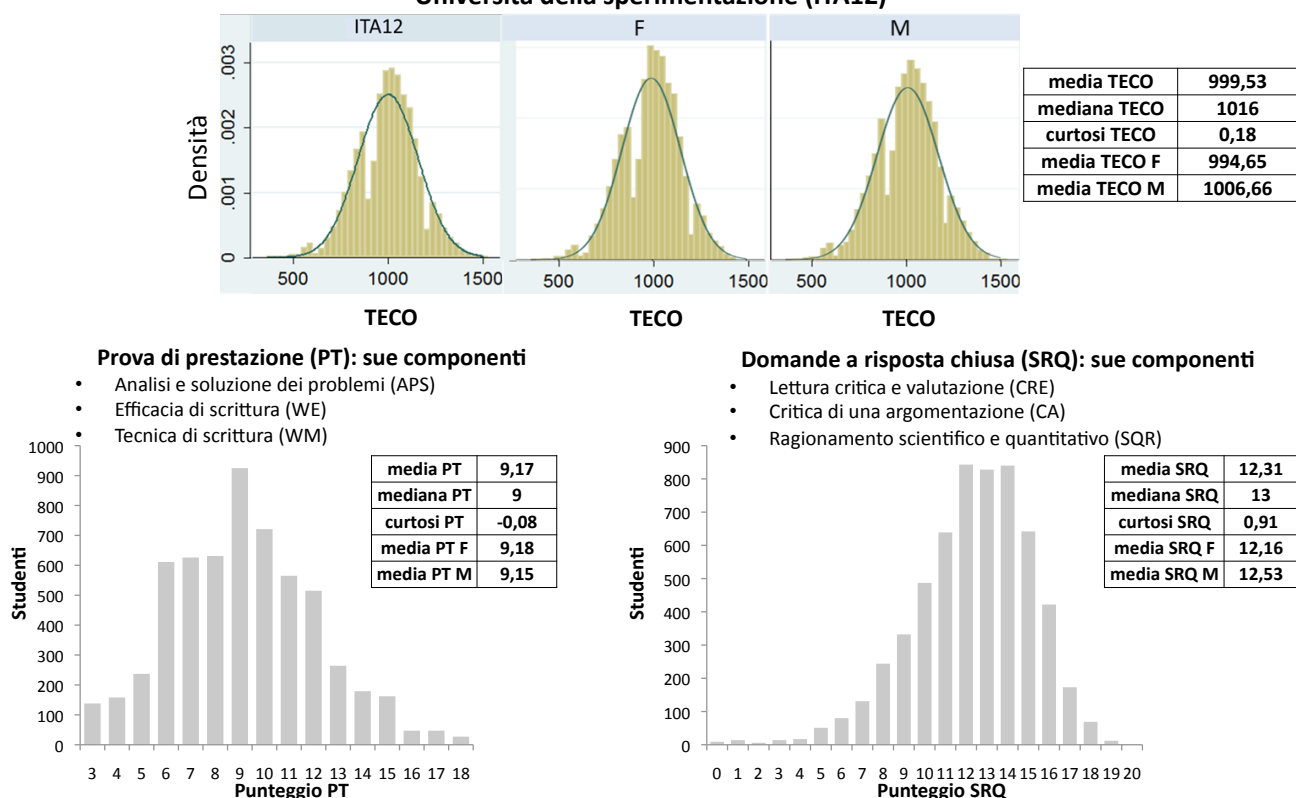 Università della sperimentazione (ITA12)
ITA12
F
M
Densità
.003
.002
.001
0
500 1000 1500
500 1000 1500
500 1000 1500
TECO
TECO
TECO
media TECO 999,53
mediana TECO 1016
curtosi TECO 0,18
media TECO F 994,65
media TECO M 1006,66
Prova di prestazione (PT): sue componenti
• Analisi e soluzione dei problemi (APS)
• Efficacia di scrittura (WE)
• Tecnica di scrittura (WM)
1000
900
800
700
600
500
400
300
200
100
0
Studenti
3 4 5 6 7 8 9 10 11 12 13 14 15 16 17 18
Punteggio PT
media PT 9,17
mediana PT 9
curtosi PT -0,08
media PT F 9,18
media PT M 9,15
Domande a risposta chiusa (SRQ): sue componenti
• Lettura critica e valutazione (CRE)
• Critica di una argomentazione (CA)
• Ragionamento scientifico e quantitativo (SQR)
900
800
700
600
500
400
300
200
100
0
Studenti
0 1 2 3 4 5 6 7 8 9 10 11 12 13 14 15 16 17 18 19 20
Punteggio SRQ
media SRQ 12,31
mediana SRQ 13
curtosi SRQ 0,91
media SRQ F 12,16
media SRQ M 12,53